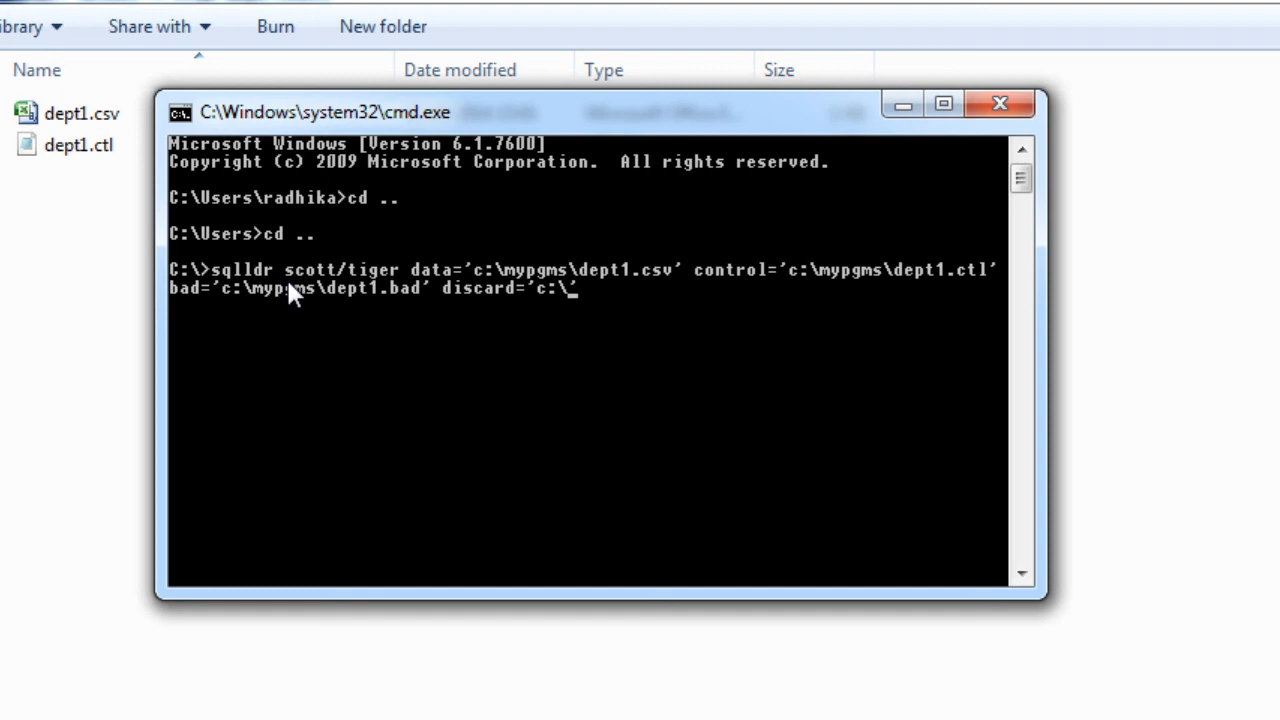 ibrary Share with Burn New folder
Name Date modified Type Size
dept1.csv
dept1.ctl
C:\Windows\system32\cmd.exe
Microsoft Windows [Version 6.1.7600]
Copyright (c) 2009 Microsoft Corporation.  All rights reserved.
C:\Users\radhika>cd ..
C:\Users>cd ..
C:\>sqlldr scott/tiger data='c:\mypgms\dept1.csv' control='c:\mypgms\dept1.ctl'
bad='c:\mypgms\dept1.bad' discard='c:\'